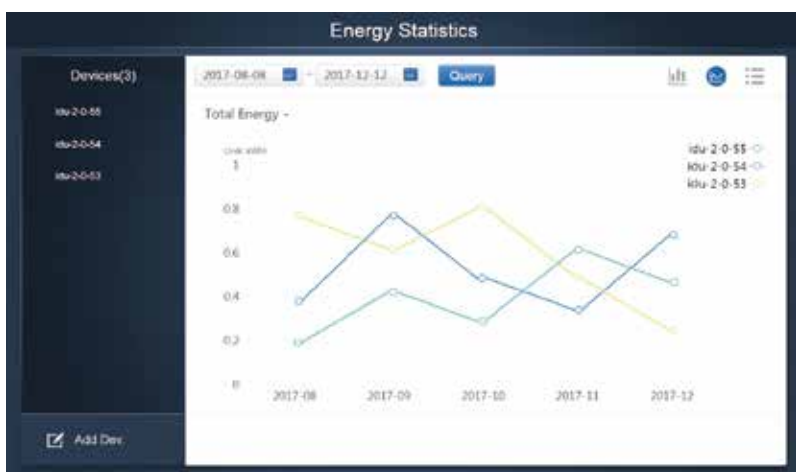 Energy Statistics
Devices(3)
idu-2-0-55
idu-2-0-54
idu-2-0-53
2017-08-08 - 2017-12-12 Query
Total Energy -
idu-2-0-55
idu-2-0-54
idu-2-0-53
1
0.8
0.6
0.4
0.2
0
2017-08 2017-09 2017-10 2017-11 2017-12
Add Dev